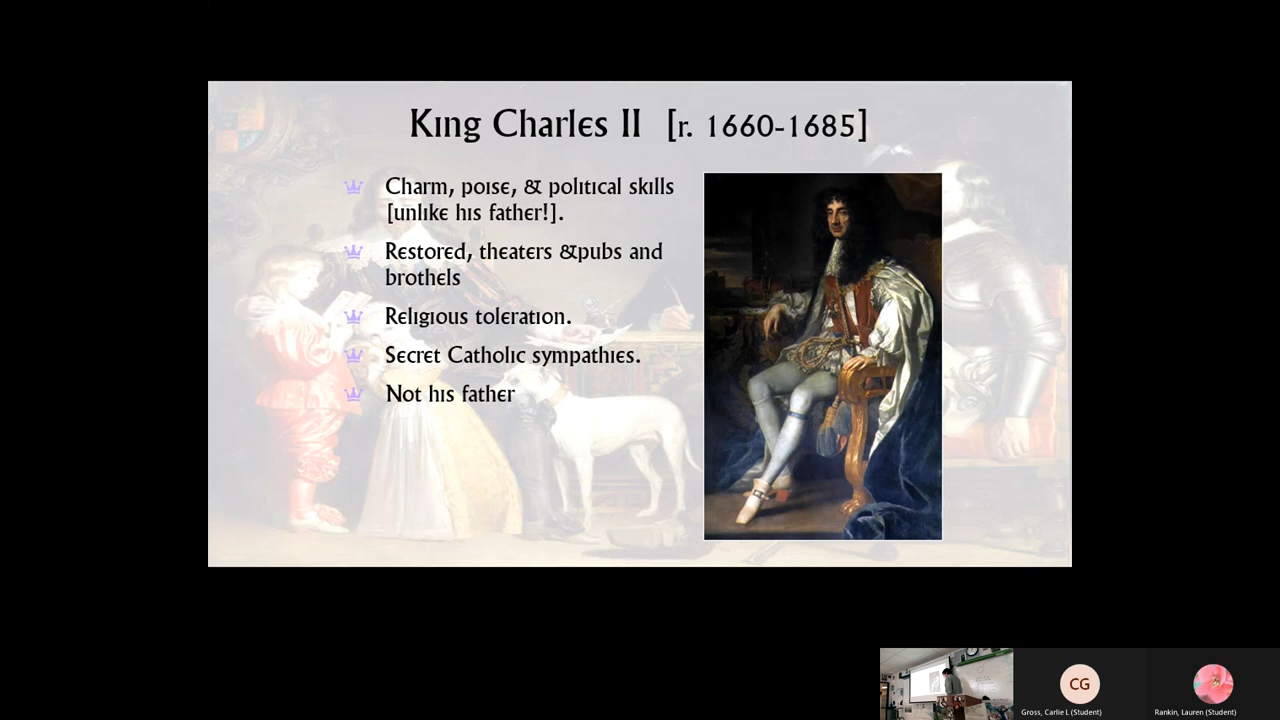 King Charles II [r. 1660-1685]
Charm, poise, & political skills
[unlike his father!].
Restored, theaters &pubs and
brothels
Religious toleration.
Secret Catholic sympathies.
Not his father
CG
Gross, Carlie L (Student)
Rankin, Lauren (Student)